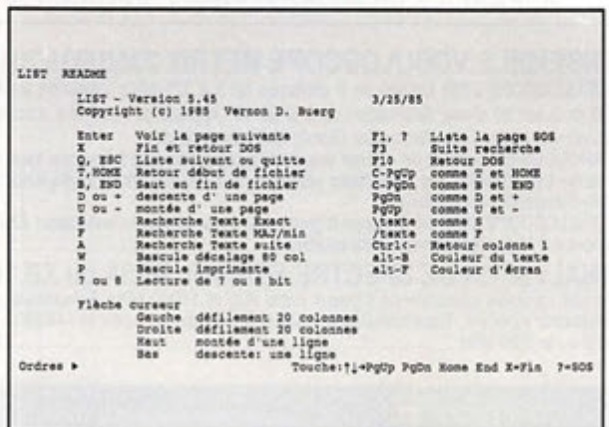 LIST README
LIST - Version 5.45 3/25/85
Copyright (c) 1985 Vernon D. Buerg
Enter Voir la page suivante F1, ? Liste la page SOS
X Fin et retour DOS F3 Suite recherche
Q, ESC Liste suivant ou quitte F10 Retour DOS
T,HOME Retour début de fichier C-PgUp comme T et HOME
B, END Saut en fin de fichier C-PgDn comme B et END
D ou + descente d' une page PgDn comme D et +
U ou - montée d' une page PgUp comme U et -
S Recherche Texte Exact \texte comme S
F Recherche Texte MAJ/min /texte comme F
A Recherche Texte suite Ctrl<- Retour colonne 1
W Bascule décalage 80 col alt-B Couleur du texte
P Bascule imprimante alt-F Couleur d'écran
7 ou 8 Lecture de 7 ou 8 bit
Flèches curseur
Gauche défilement 20 colonnes
Droite défilement 20 colonnes
Haut montée d'une ligne
Bas descente: une ligne
Ordres ► Touche:↑↓→PgUp PgDn Home End X=Fin ?=SOS